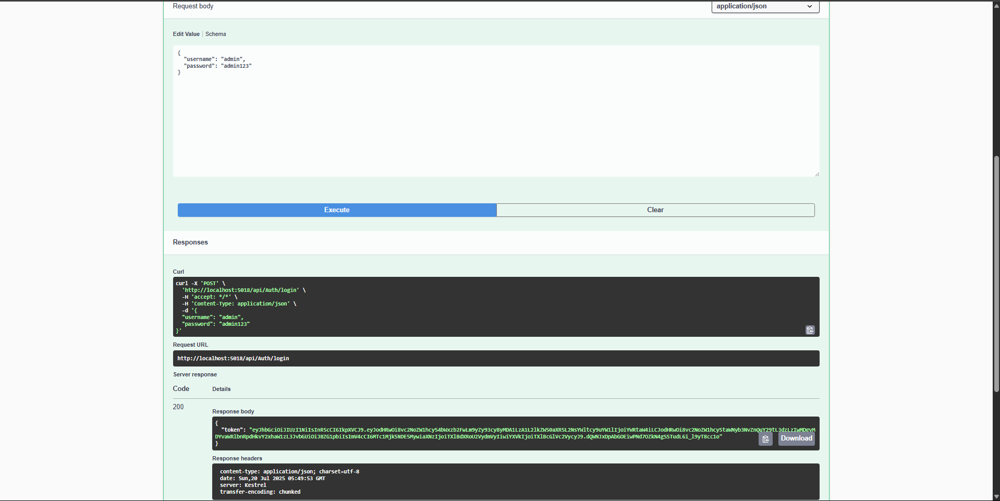 Request body
application/json
Edit Value | Schema
{
  "username": "admin",
  "password": "admin123"
}
Execute
Clear
Responses
Curl
curl -X 'POST' \
  'http://localhost:5018/api/Auth/login' \
  -H 'accept: */*' \
  -H 'Content-Type: application/json' \
  -d '{
  "username": "admin",
  "password": "admin123"
}'
Request URL
http://localhost:5018/api/Auth/login
Server response
Code
Details
200
Response body
{
  "token":
}
Download
Response headers
content-type: application/json; charset=utf-8
date: Sun,20 Jul 2025 05:49:53 GMT
server: Kestrel
transfer-encoding: chunked